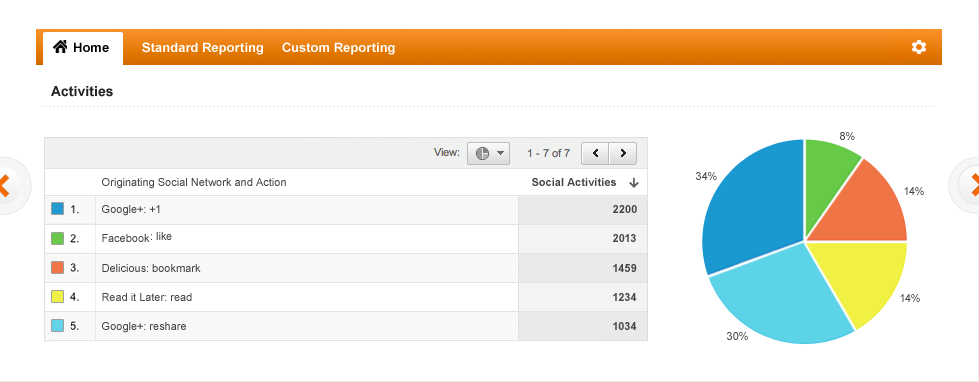 Home Standard Reporting Custom Reporting
Activities
View: 1 - 7 of 7
Originating Social Network and Action Social Activities
1. Google+: +1 2200
2. Facebook: like 2013
3. Delicious: bookmark 1459
4. Read it Later: read 1234
5. Google+: reshare 1034
8%
34%
14%
14%
30%